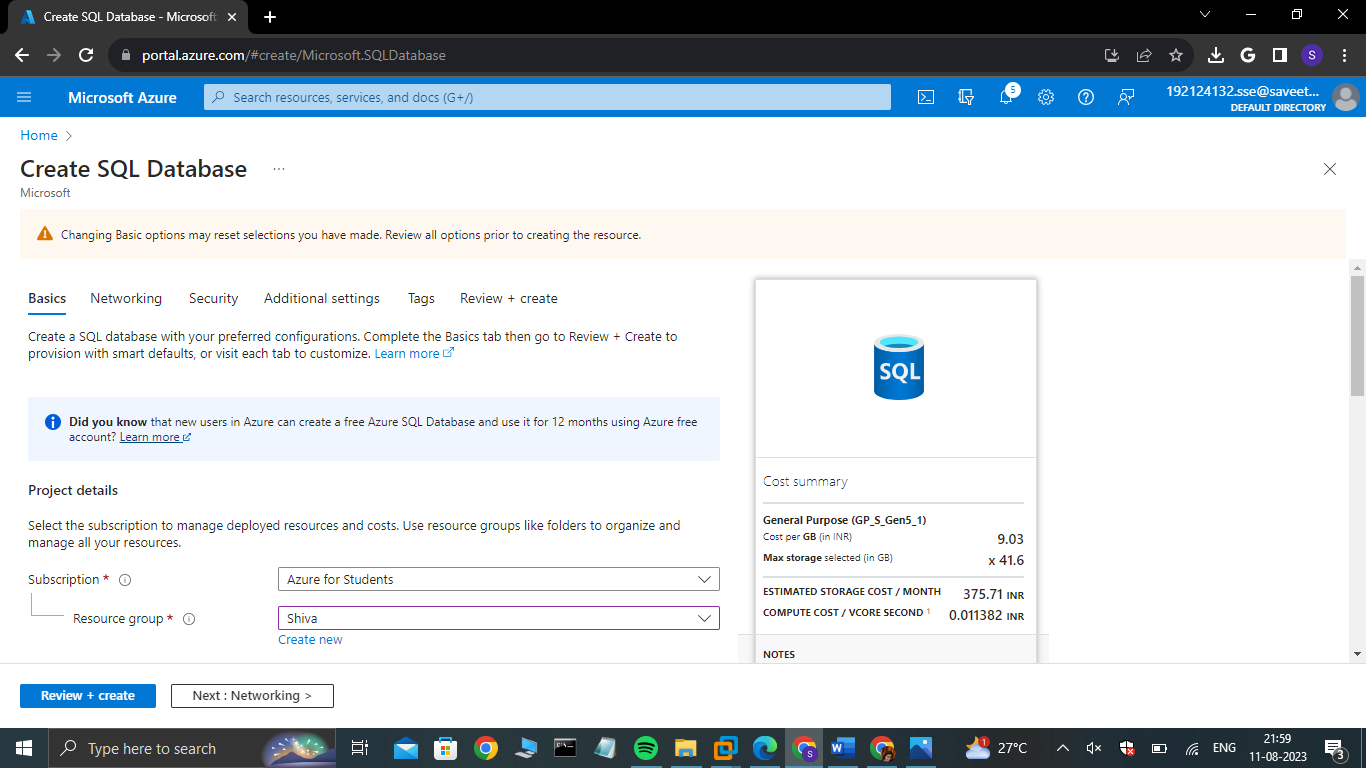 Create SQL Database - Microsoft
portal.azure.com/#create/Microsoft.SQLDatabase
S
Microsoft Azure
Search resources, services, and docs (G+/)
5
192124132.sse@saveet...
DEFAULT DIRECTORY
Home
Create SQL Database
...
Microsoft
Changing Basic options may reset selections you have made. Review all options prior to creating the resource.
Basics Networking Security Additional settings Tags Review + create
Create a SQL database with your preferred configurations. Complete the Basics tab then go to Review + Create to
provision with smart defaults, or visit each tab to customize. Learn more
Did you know that new users in Azure can create a free Azure SQL Database and use it for 12 months using Azure free
account? Learn more
Project details
Select the subscription to manage deployed resources and costs. Use resource groups like folders to organize and
manage all your resources.
Subscription *
Azure for Students
Resource group *
Shiva
Create new
SQL
Cost summary
General Purpose (GP_S_Gen5_1)
Cost per GB (in INR) 9.03
Max storage selected (in GB) x 41.6
ESTIMATED STORAGE COST / MONTH 375.71 INR
COMPUTE COST / VCORE SECOND 1 0.011382 INR
NOTES
Review + create
Next : Networking >
Type here to search
1
27°C
ENG
21:59
11-08-2023
3